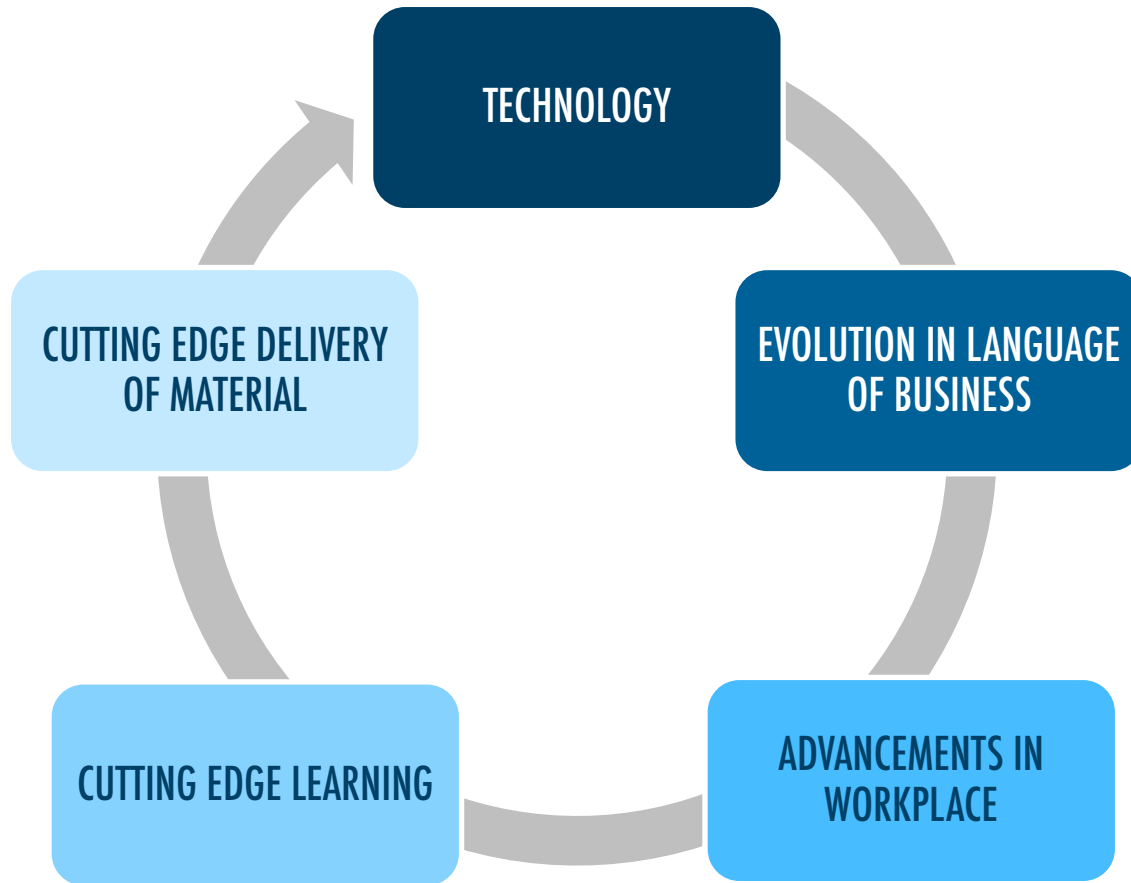 TECHNOLOGY
EVOLUTION IN LANGUAGE
OF BUSINESS
ADVANCEMENTS IN
WORKPLACE
CUTTING EDGE LEARNING
CUTTING EDGE DELIVERY
OF MATERIAL